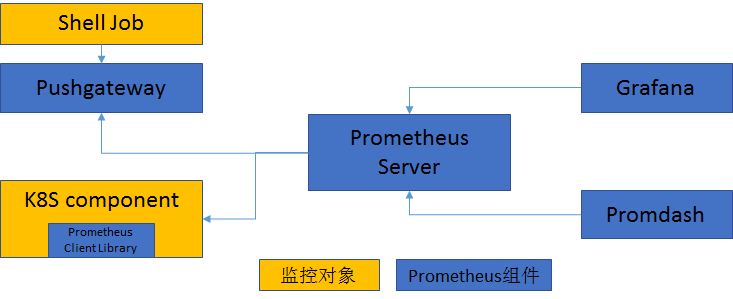 Shell Job
Pushgateway
K8S component
Prometheus
Client Library
Prometheus
Server
Grafana
Promdash
监控对象
Prometheus组件